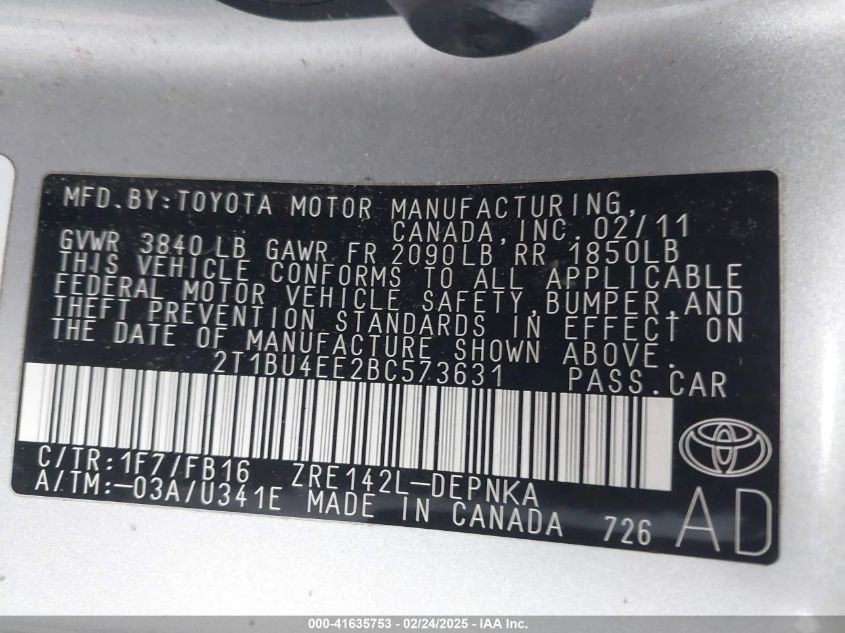 MFD.BY:TOYOTA MOTOR MANUFACTURING,
CANADA,INC.02/11
GVWR 3840LB GAWR FR 2090LB RR 1850LB
THIS VEHICLE CONFORMS TO ALL APPLICABLE
FEDERAL MOTOR VEHICLE SAFETY,BUMPER,AND
THEFT PREVENTION STANDARDS IN EFFECT ON
THE DATE OF MANUFACTURE SHOWN ABOVE.
2T1BU4EE2BC573631 PASS.CAR
C/TR:1F7/FB16 ZRE142L-DEPNKA
A/TM:-03A/U341E MADE IN CANADA 726 AD
000-41635753 - 02/24/2025 - IAA Inc.